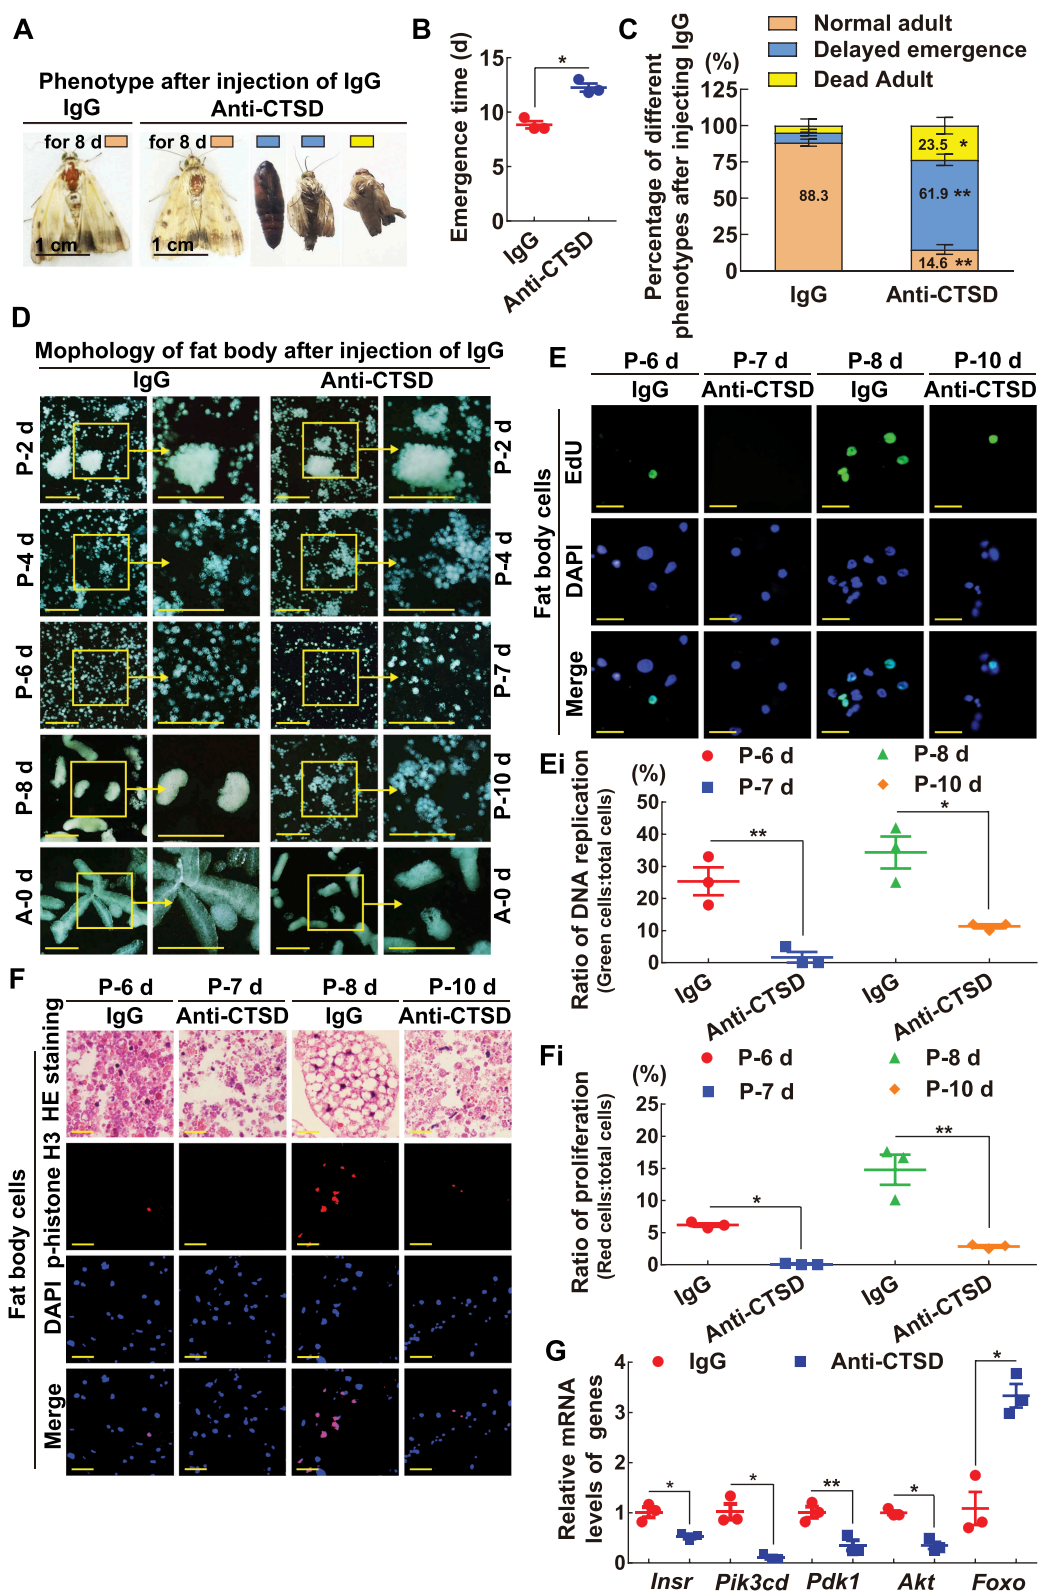 A
Phenotype after injection of IgG
IgG
Anti-CTSD
for 8 d
for 8 d
1 cm
1 cm
B
Emergence time (d)
15
10
5
0
*
IgG
Anti-CTSD
C
Normal adult
Delayed emergence
Dead Adult
Percentage of different
phenotypes after injecting IgG
(%)
125
100
75
50
25
0
88.3
23.5 *
61.9 **
14.6 **
IgG
Anti-CTSD
D
Mophology of fat body after injection of IgG
IgG
Anti-CTSD
P-2 d
P-2 d
P-4 d
P-4 d
P-6 d
P-7 d
P-8 d
P-10 d
A-0 d
A-0 d
E
P-6 d
P-7 d
P-8 d
P-10 d
IgG
Anti-CTSD
IgG
Anti-CTSD
Fat body cells
EdU
DAPI
Merge
Ei
P-6 d
P-7 d
P-8 d
P-10 d
Ratio of DNA replication
(Green cells:total cells)
(%)
50
40
30
20
10
0
**
*
IgG
Anti-CTSD
IgG
Anti-CTSD
F
P-6 d
P-7 d
P-8 d
P-10 d
IgG
Anti-CTSD
IgG
Anti-CTSD
Fat body cells
HE staining
p-histone H3
DAPI
Merge
Fi
P-6 d
P-7 d
P-8 d
P-10 d
Ratio of proliferation
(Red cells:total cells)
(%)
25
20
15
10
5
0
*
**
IgG
Anti-CTSD
IgG
Anti-CTSD
G
IgG
Anti-CTSD
Relative mRNA
levels of genes
4
3
2
1
0
*
*
**
*
*
Insr
Pik3cd
Pdk1
Akt
Foxo